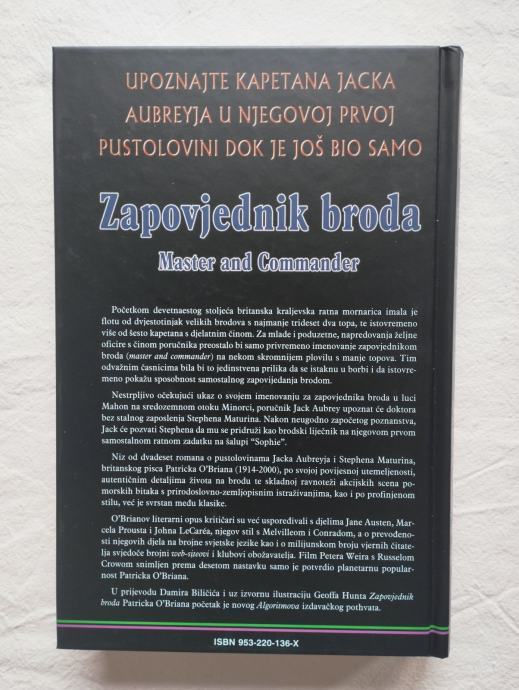 UPOZNAJTE KAPETANA JACKA
AUBREYJA U NJEGOVOJ PRVOJ
PUSTOLOVINI DOK JE JOŠ BIO SAMO
Zapovjednik broda
Master and Commander
Početkom devetnaestog stoljeća britanska kraljevska ratna mornarica imala je
flotu od dvjestotinjak velikih brodova s najmanje trideset dva topa, te istovremeno
više od šesto kapetana s djelatnim činom. Za mlade i poduzetne, napredovanja željne
oficire s činom poručnika preostalo bi samo privremeno imenovanje zapovjednikom
broda (master and commander) na nekom skromnijem plovilu s manje topova. Tim
odvažnim časnicima bila bi to jedinstvena prilika da se istaknu u borbi i da istovre-
meno pokažu sposobnost samostalnog zapovijedanja brodom.
Nestrpljivo očekujući ukaz o svojem imenovanju za zapovjednika broda u luci
Mahon na sredozemnom otoku Minorci, poručnik Jack Aubrey upoznat će doktora
bez stalnog zaposlenja Stephena Maturina. Nakon neugodno započetog poznanstva,
Jack će pozvati Stephena da mu se pridruži kao brodski liječnik na njegovom prvom
samostalnom ratnom zadatku na šalupi “Sophie”.
Niz od dvadeset romana o pustolovinama Jacka Aubreyja i Stephena Maturina,
britanskog pisca Patricka O’Briana (1914-2000), po svojoj povijesnoj utemeljenosti,
autentičnim detaljima života na brodu te skladnoj ravnoteži akcijskih scena po-
morskih bitaka s prirodoslovno-zemljopisnim istraživanjima, kao i po profinjenom
stilu, već je svrstan među klasike.
O’Brianov literarni opus kritičari su već uspoređivali s djelima Jane Austen, Mar-
cela Prousta i Johna LeCaréa, njegov stil s Melvilleom i Conradom, a o prevođeno-
sti njegovih djela na brojne svjetske jezike kao i o milijunskom broju vjernih čitate-
lja svjedoče brojni web-siteovi i klubovi obožavatelja. Film Petera Weira s Russelom
Crowom snimljen prema desetom nastavku samo je potvrdio planetarnu popular-
nost Patricka O’Briana.
U prijevodu Damira Biličića i uz izvornu ilustraciju Geoffa Hunta Zapovjednik
broda Patricka O’Briana početak je novog Algoritmova izdavačkog pothvata.
ISBN 953-220-136-X